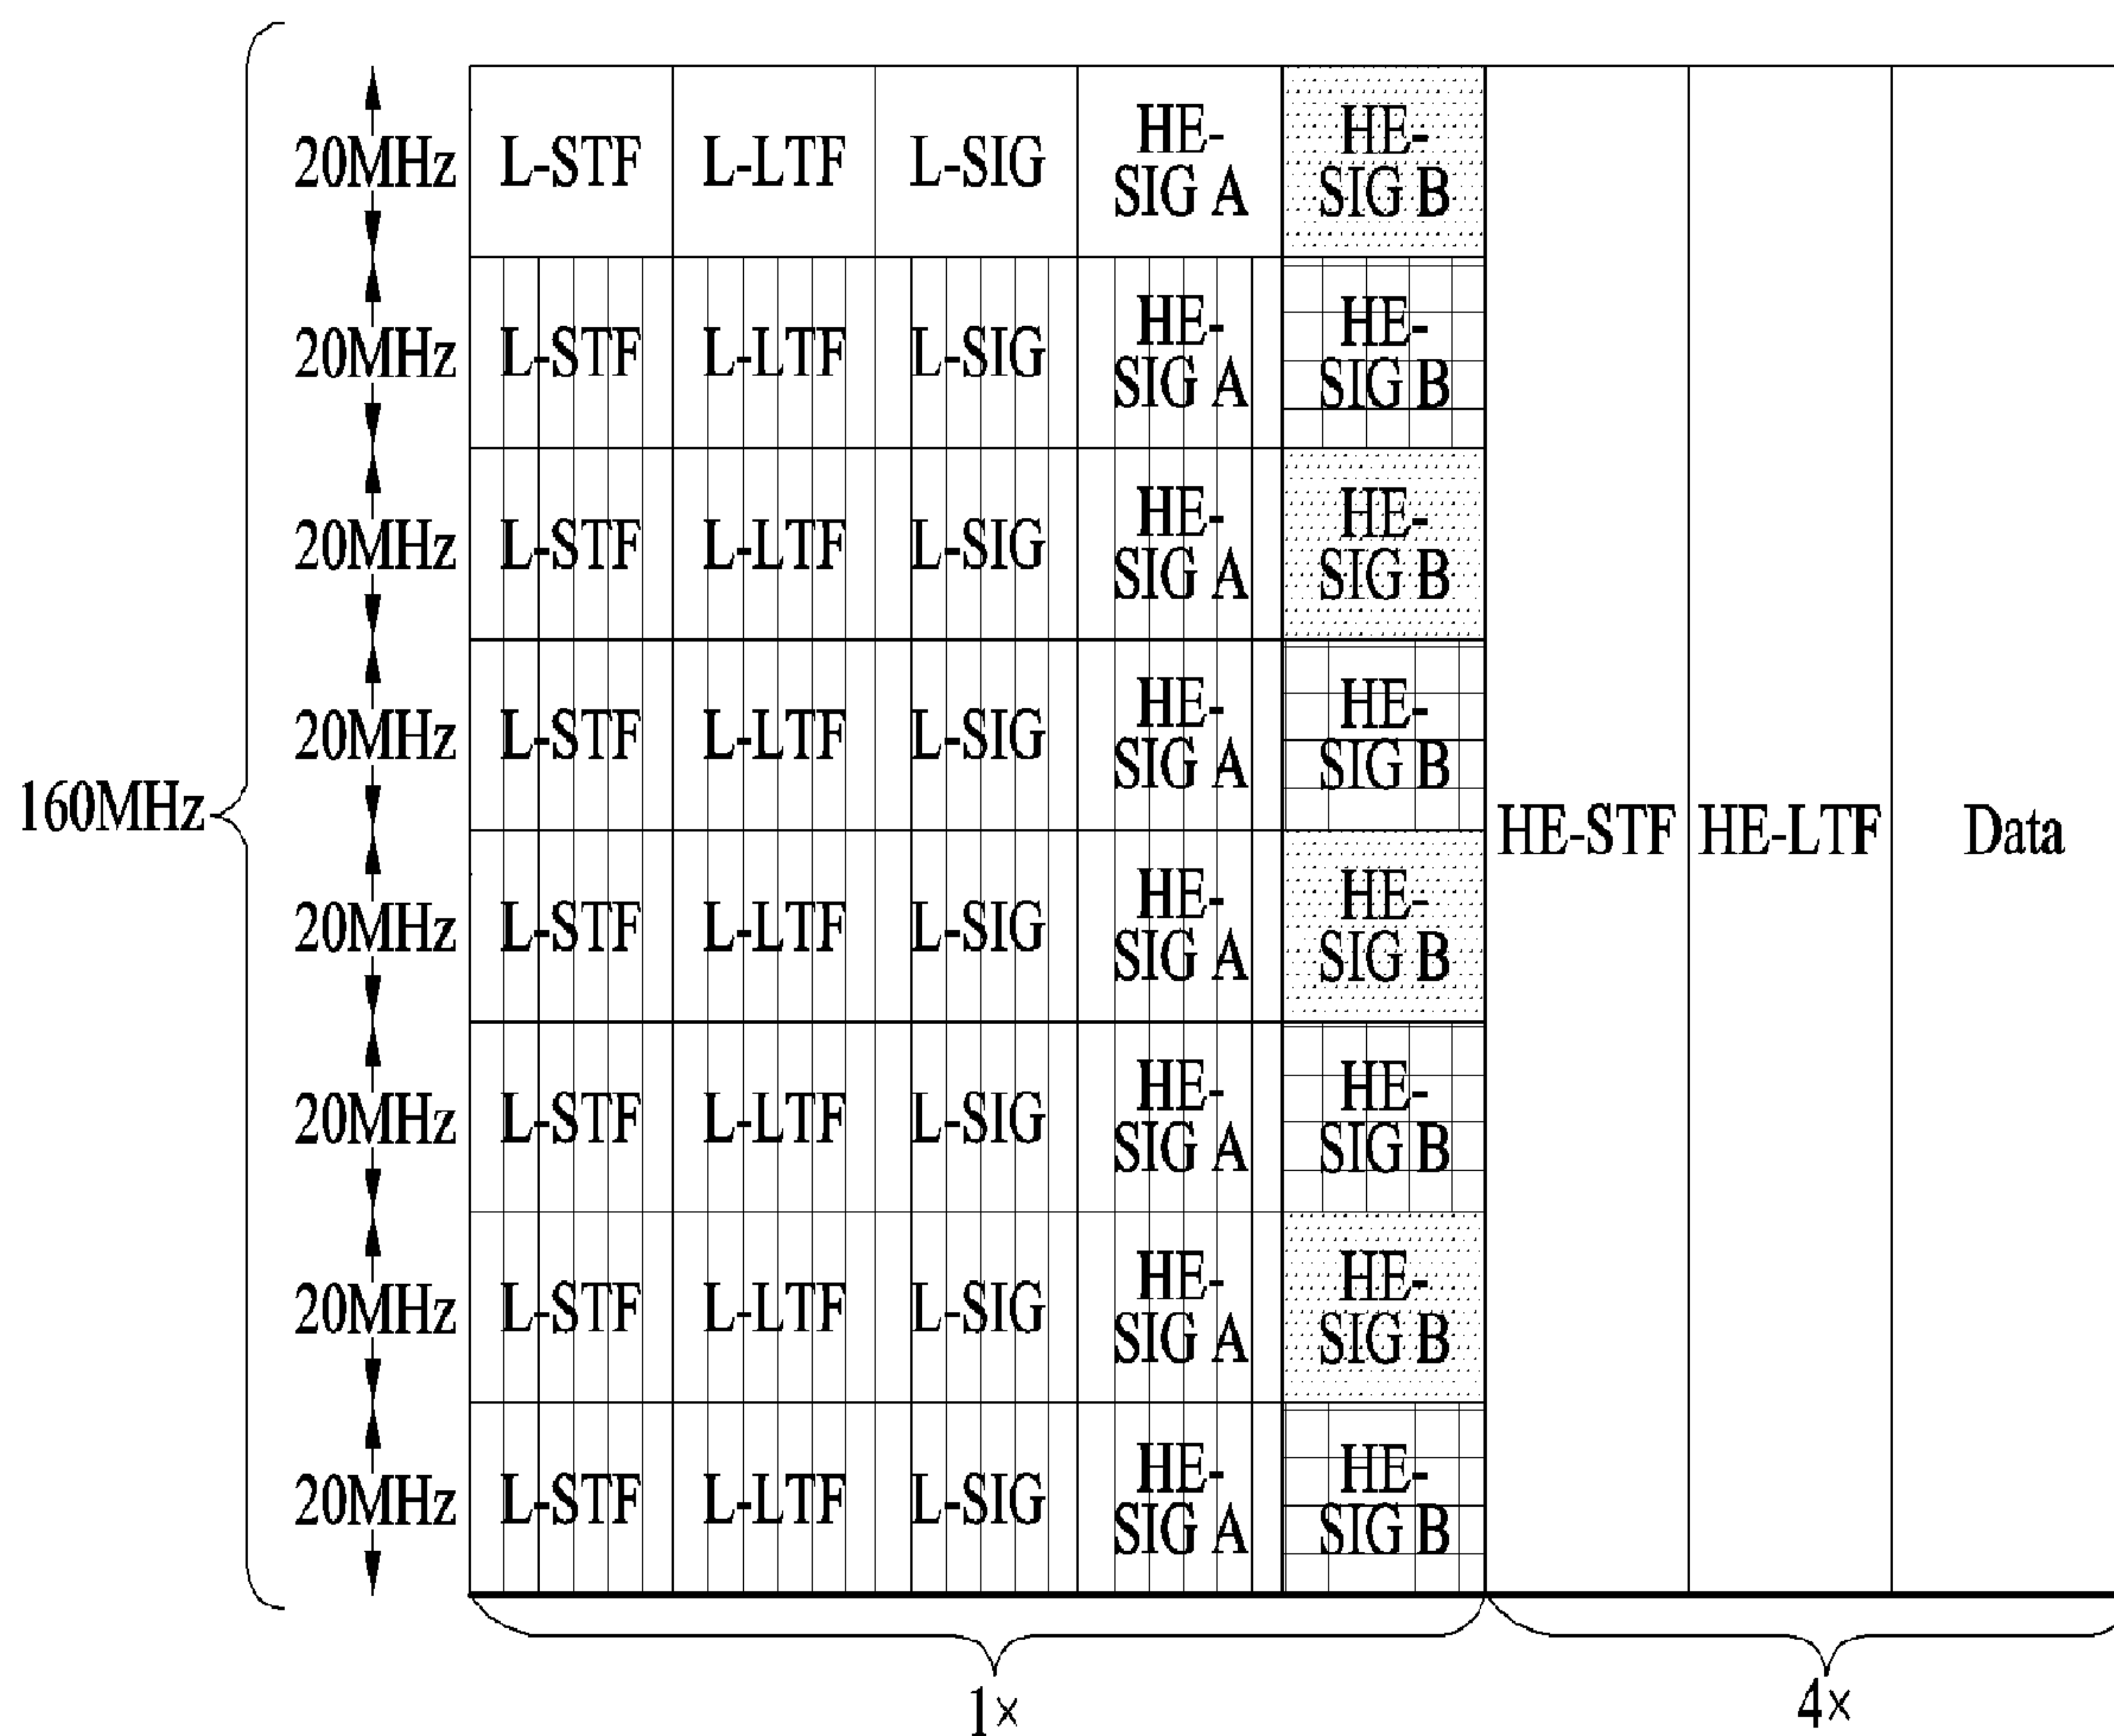 20MHz L-STF L-LTF L-SIG HE-
SIG A HE-
SIG B
20MHz L-STF L-LTF L-SIG HE-
SIG A HE-
SIG B
20MHz L-STF L-LTF L-SIG HE-
SIG A HE-
SIG B
20MHz L-STF L-LTF L-SIG HE-
SIG A HE-
SIG B
160MHz
HE-STF HE-LTF Data
20MHz L-STF L-LTF L-SIG HE-
SIG A HE-
SIG B
20MHz L-STF L-LTF L-SIG HE-
SIG A HE-
SIG B
20MHz L-STF L-LTF L-SIG HE-
SIG A HE-
SIG B
20MHz L-STF L-LTF L-SIG HE-
SIG A HE-
SIG B
1×
4×